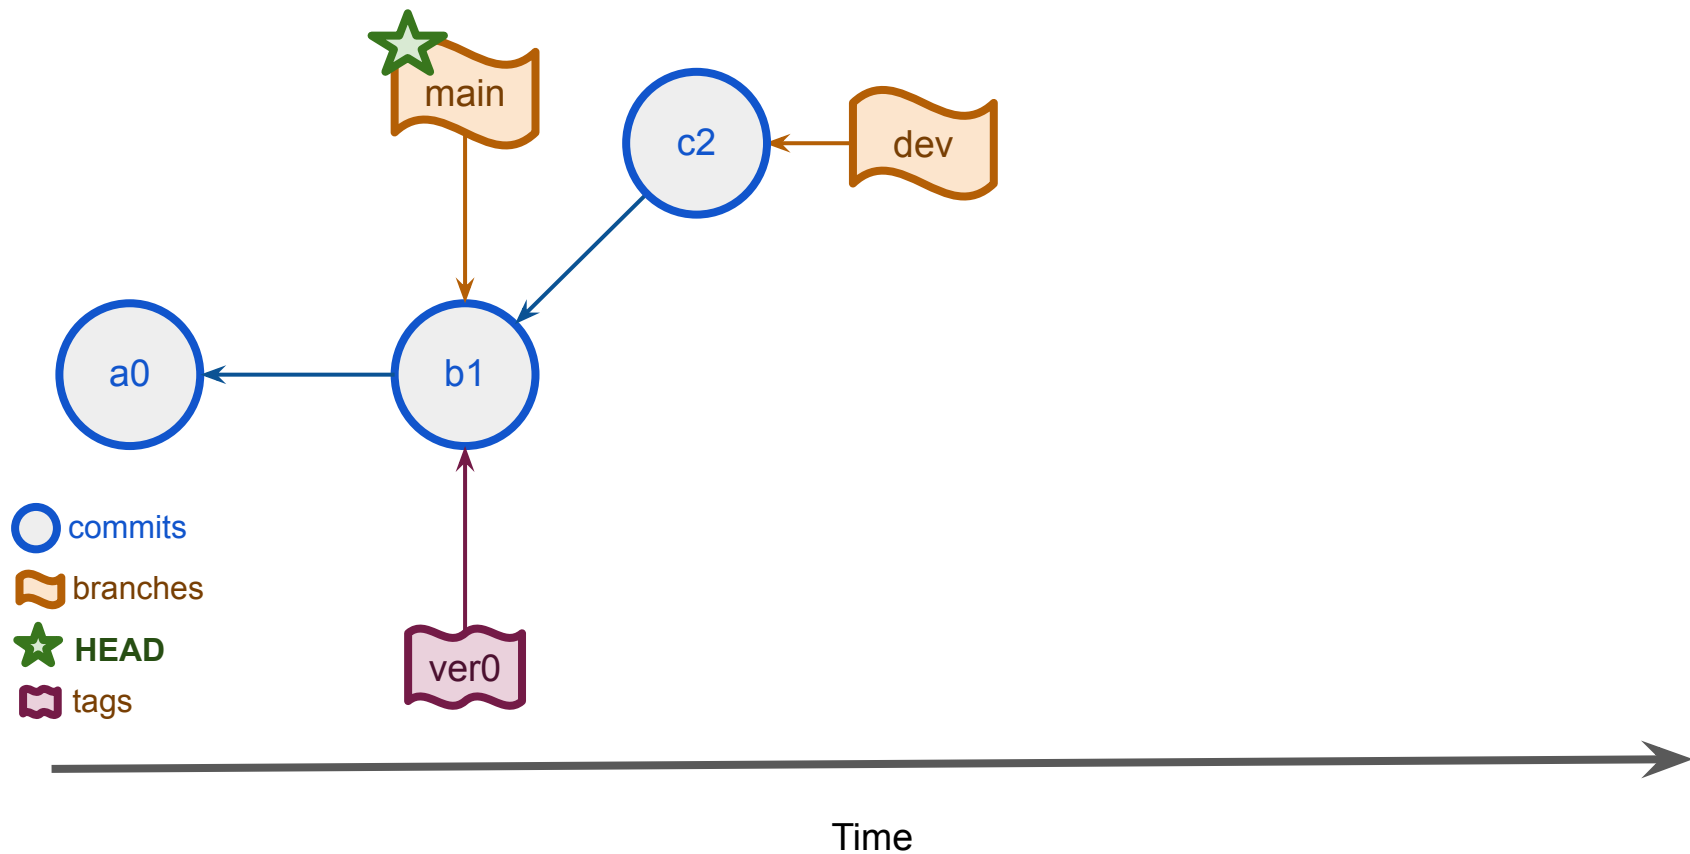 main
c2
dev
a0
b1
commits
branches
HEAD
ver0
tags
Time